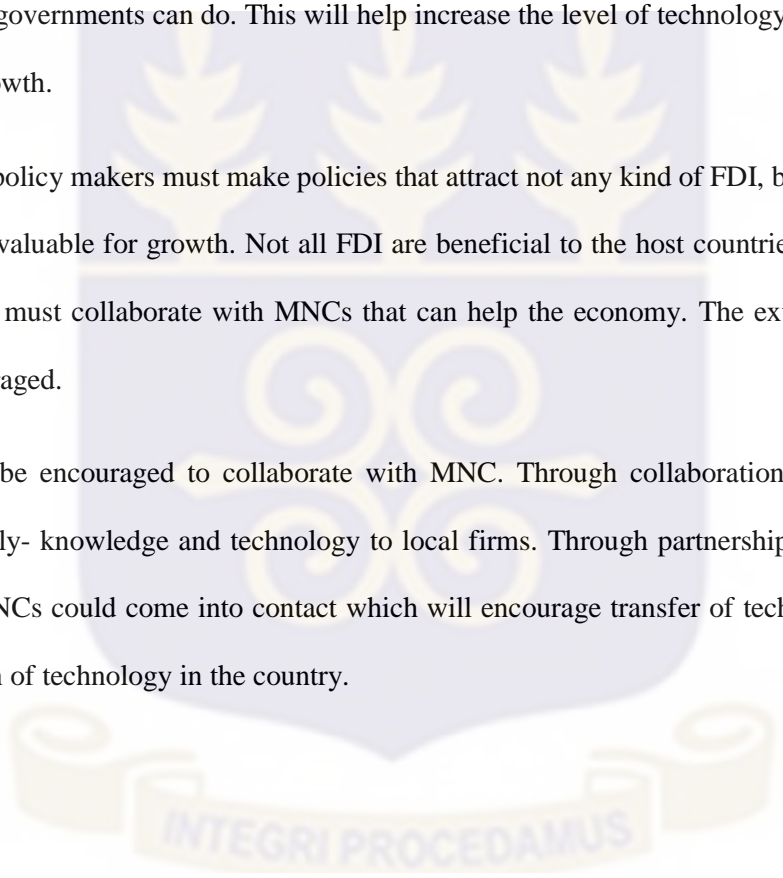 governments can do. This will help increase the level of technology
owth.
policy makers must make policies that attract not any kind of FDI, b
valuable for growth. Not all FDI are beneficial to the host countrie
must collaborate with MNCs that can help the economy. The ex
raged.
be encouraged to collaborate with MNC. Through collaboration
ly- knowledge and technology to local firms. Through partnership
NCs could come into contact which will encourage transfer of tech
n of technology in the country.
INTEGRI PROCEDAMUS